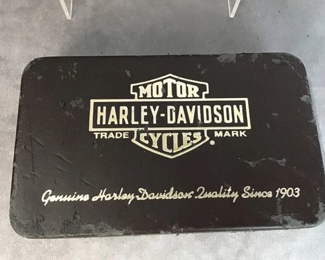 MOTOR
HARLEY-DAVIDSON
TRADE MARK
CYCLES ®
Genuine Harley-Davidson Quality Since 1903